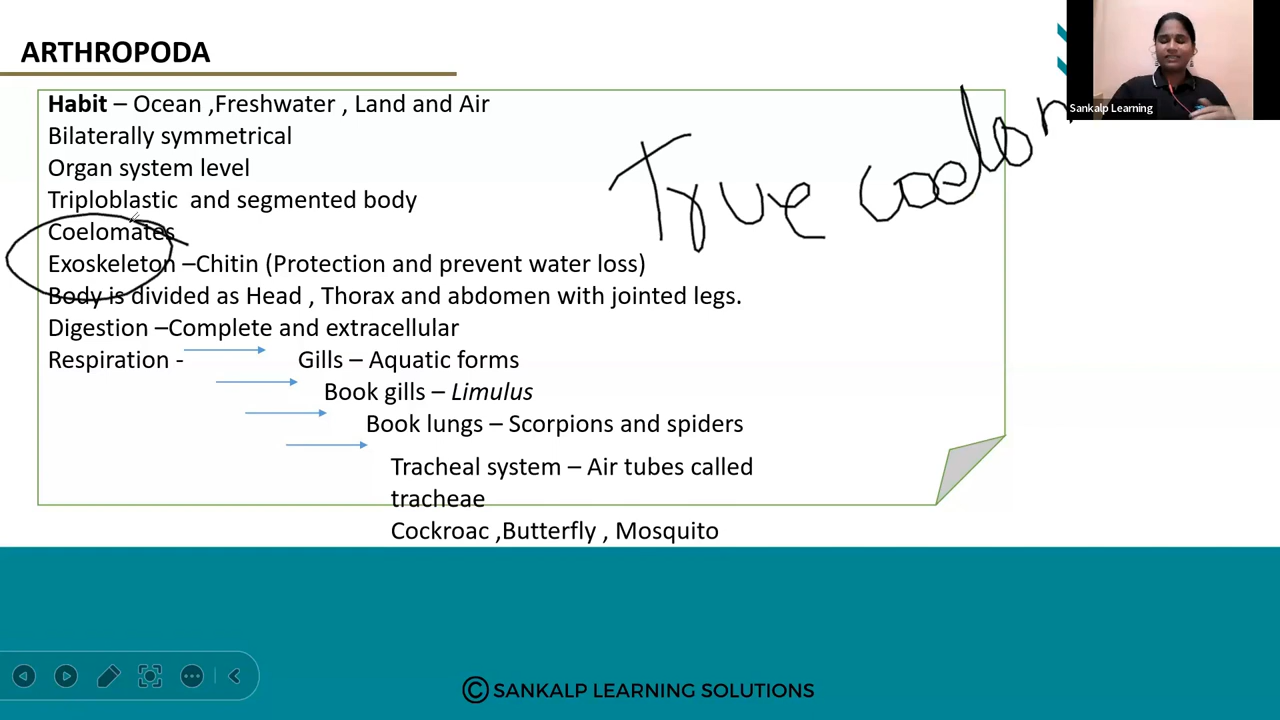 ARTHROPODA
Sankalp Learning
Habit – Ocean ,Freshwater , Land and Air
Bilaterally symmetrical
Organ system level
Triploblastic and segmented body
Coelomates
True coelom
Exoskeleton –Chitin (Protection and prevent water loss)
Body is divided as Head , Thorax and abdomen with jointed legs.
Digestion –Complete and extracellular
Respiration - Gills – Aquatic forms
Book gills – Limulus
Book lungs – Scorpions and spiders
Tracheal system – Air tubes called
tracheae
Cockroac ,Butterfly , Mosquito
© SANKALP LEARNING SOLUTIONS